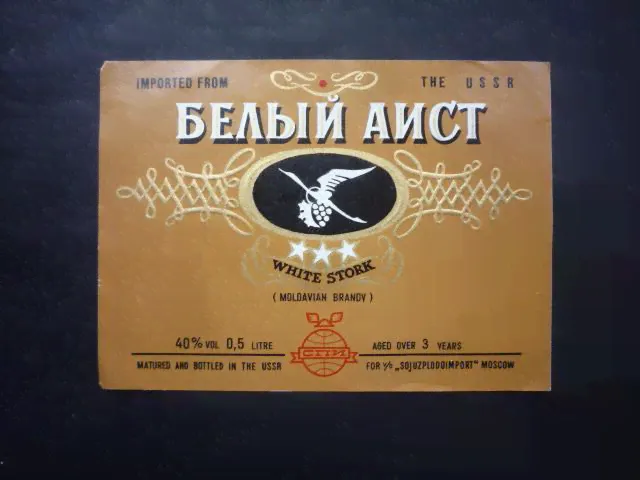 IMPORTED FROM THE USSR
БЕЛЫЙ АИСТ
WHITE STORK
( MOLDAVIAN BRANDY )
40% VOL 0,5 LITRE
СПИ
AGED OVER 3 YEARS
MATURED AND BOTTLED IN THE USSR
FOR V/O „SOJUZPLODOIMPORT" MOSCOW